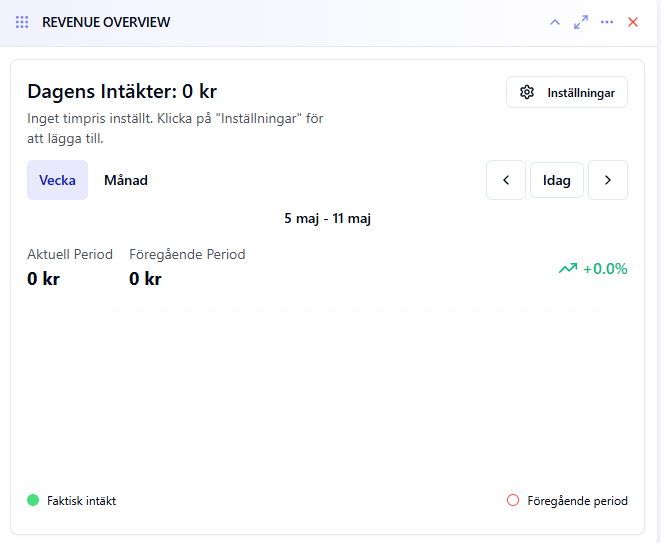 REVENUE OVERVIEW
Dagens Intäkter: 0 kr
Inställningar
Inget timpris inställt. Klicka på "Inställningar" för
att lägga till.
Vecka Månad
Idag
5 maj - 11 maj
Aktuell Period Föregående Period
0 kr 0 kr
+0.0%
Faktisk intäkt
Föregående period